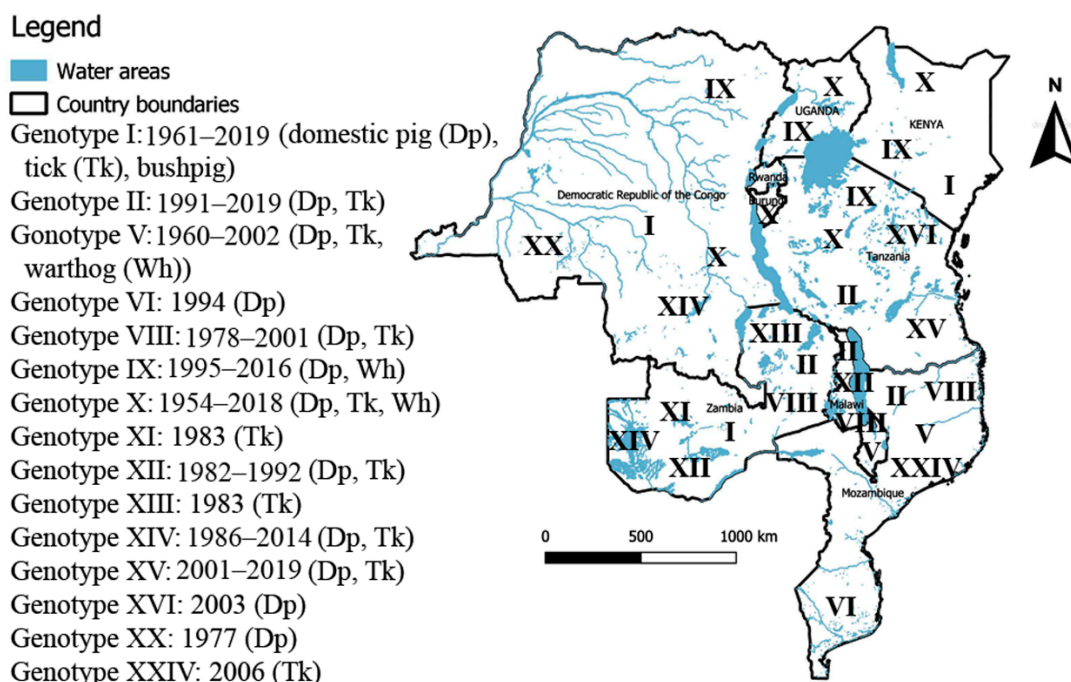 Legend
Water areas
Country boundaries
Genotype I: 1961–2019 (domestic pig (Dp),
tick (Tk), bushpig)
Genotype II: 1991–2019 (Dp, Tk)
Gonotype V: 1960–2002 (Dp, Tk,
warthog (Wh))
Genotype VI: 1994 (Dp)
Genotype VIII: 1978–2001 (Dp, Tk)
Genotype IX: 1995–2016 (Dp, Wh)
Genotype X: 1954–2018 (Dp, Tk, Wh)
Genotype XI: 1983 (Tk)
Genotype XII: 1982–1992 (Dp, Tk)
Genotype XIII: 1983 (Tk)
Genotype XIV: 1986–2014 (Dp, Tk)
Genotype XV: 2001–2019 (Dp, Tk)
Genotype XVI: 2003 (Dp)
Genotype XX: 1977 (Dp)
Genotype XXIV: 2006 (Tk)
IX
X
UGANDA
IX
X
KENYA
IX
I
N
Rwanda
Burundi
X
Democratic Republic of the Congo
I
XX
X
XIV
IX
X
XVI
Tanzania
II
XV
XIII
II
VIII
XI
Zambia
I
XIV
XII
II
XII
Malawi
VIII
V
II
VIII
V
XXIV
Mozambique
VI
0 500 1000 km